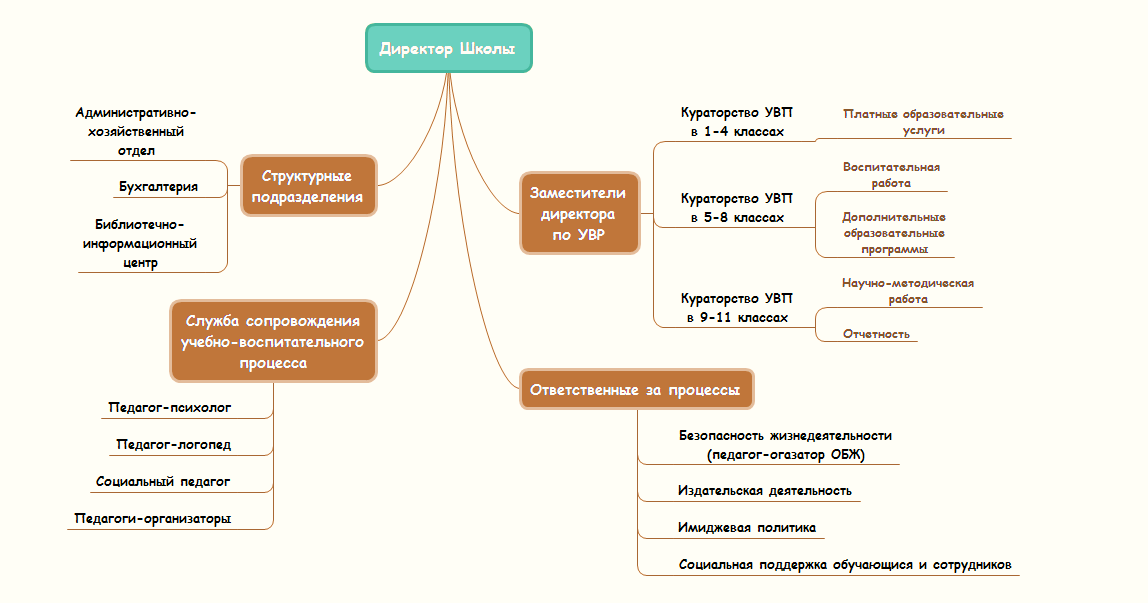 Директор Школы
Административно-
хозяйственный
отдел
Бухгалтерия
Библиотечно-
информационный
центр
Структурные
подразделения
Служба сопровождения
учебно-воспитательного
процесса
Педагог-психолог
Педагог-логопед
Социальный педагог
Педагоги-организаторы
Заместители
директора
по УВР
Кураторство УВП
в 1-4 классах
Платные образовательные
услуги
Кураторство УВП
в 5-8 классах
Воспитательная
работа
Дополнительные
образовательные
программы
Кураторство УВП
в 9-11 классах
Научно-методическая
работа
Отчетность
Ответственные за процессы
Безопасность жизнедеятельности
(педагог-огазатор ОБЖ)
Издательская деятельность
Имиджевая политика
Социальная поддержка обучающися и сотрудников